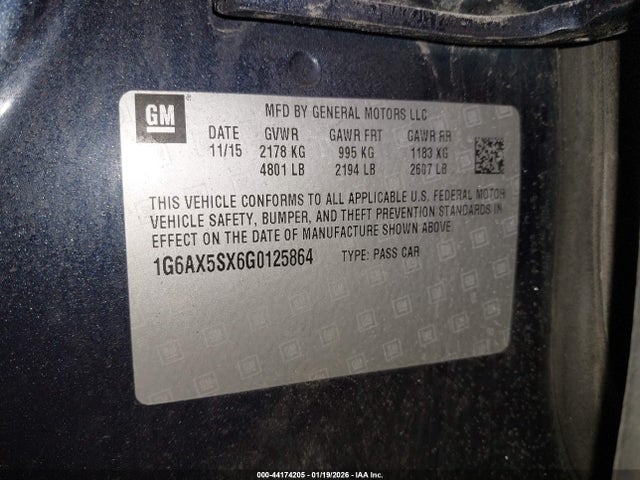 GM
MFD BY GENERAL MOTORS LLC
DATE GVWR GAWR FRT GAWR RR
11/15 2178 KG 995 KG 1183 KG
4801 LB 2194 LB 2607 LB
THIS VEHICLE CONFORMS TO ALL APPLICABLE U.S. FEDERAL MOTOR
VEHICLE SAFETY, BUMPER, AND THEFT PREVENTION STANDARDS IN
EFFECT ON THE DATE OF MANUFACTURE SHOWN ABOVE.
1G6AX5SX6G0125864 TYPE: PASS CAR
000-44174205 - 01/19/2026 - IAA Inc.